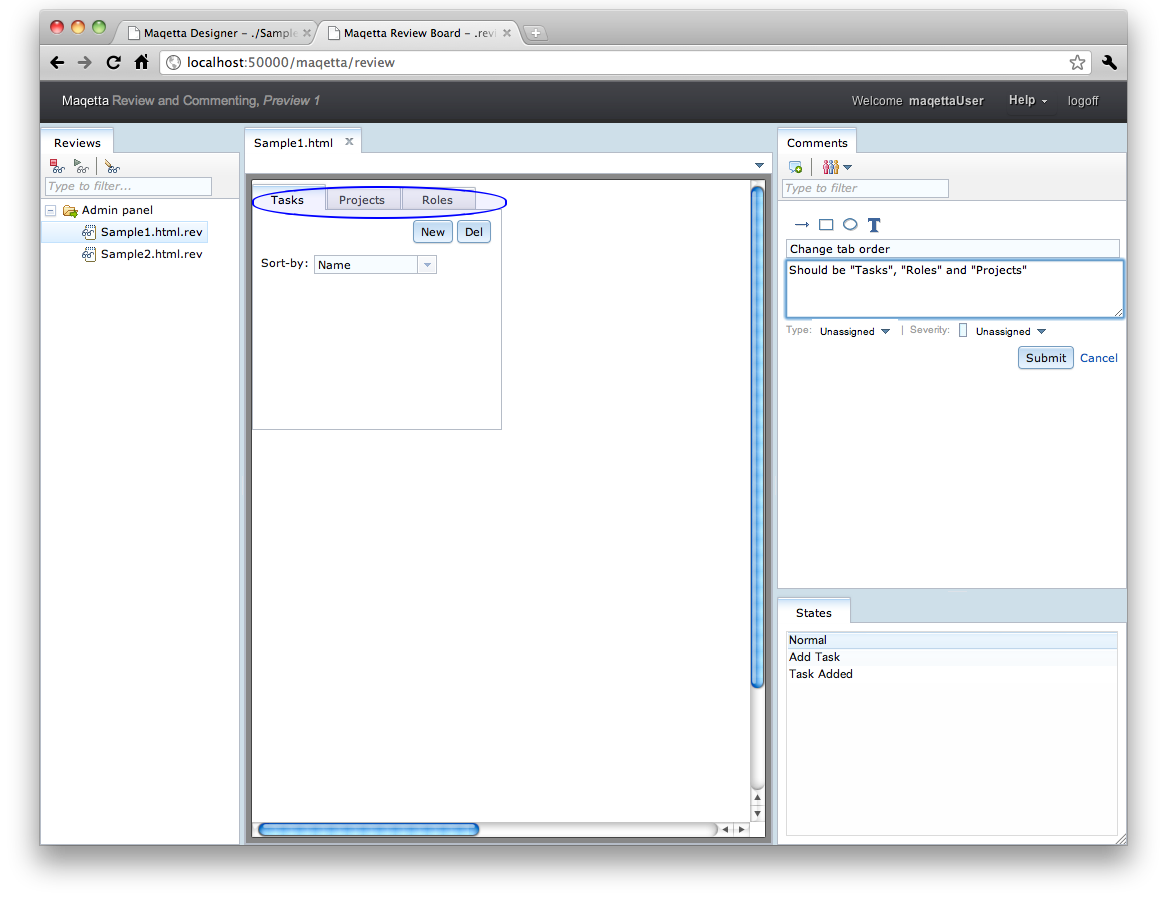 Maqetta Designer – ./Sample
Maqetta Review Board – .revi
localhost:50000/maqetta/review
Maqetta Review and Commenting, Preview 1
Welcome maqettaUser
Help
logoff
Reviews
Type to filter...
Admin panel
Sample1.html.rev
Sample2.html.rev
Sample1.html
Tasks
Projects
Roles
New
Del
Sort-by:
Name
Comments
Type to filter
T
Change tab order
Should be "Tasks", "Roles" and "Projects"
Type: Unassigned | Severity: Unassigned
Submit
Cancel
States
Normal
Add Task
Task Added